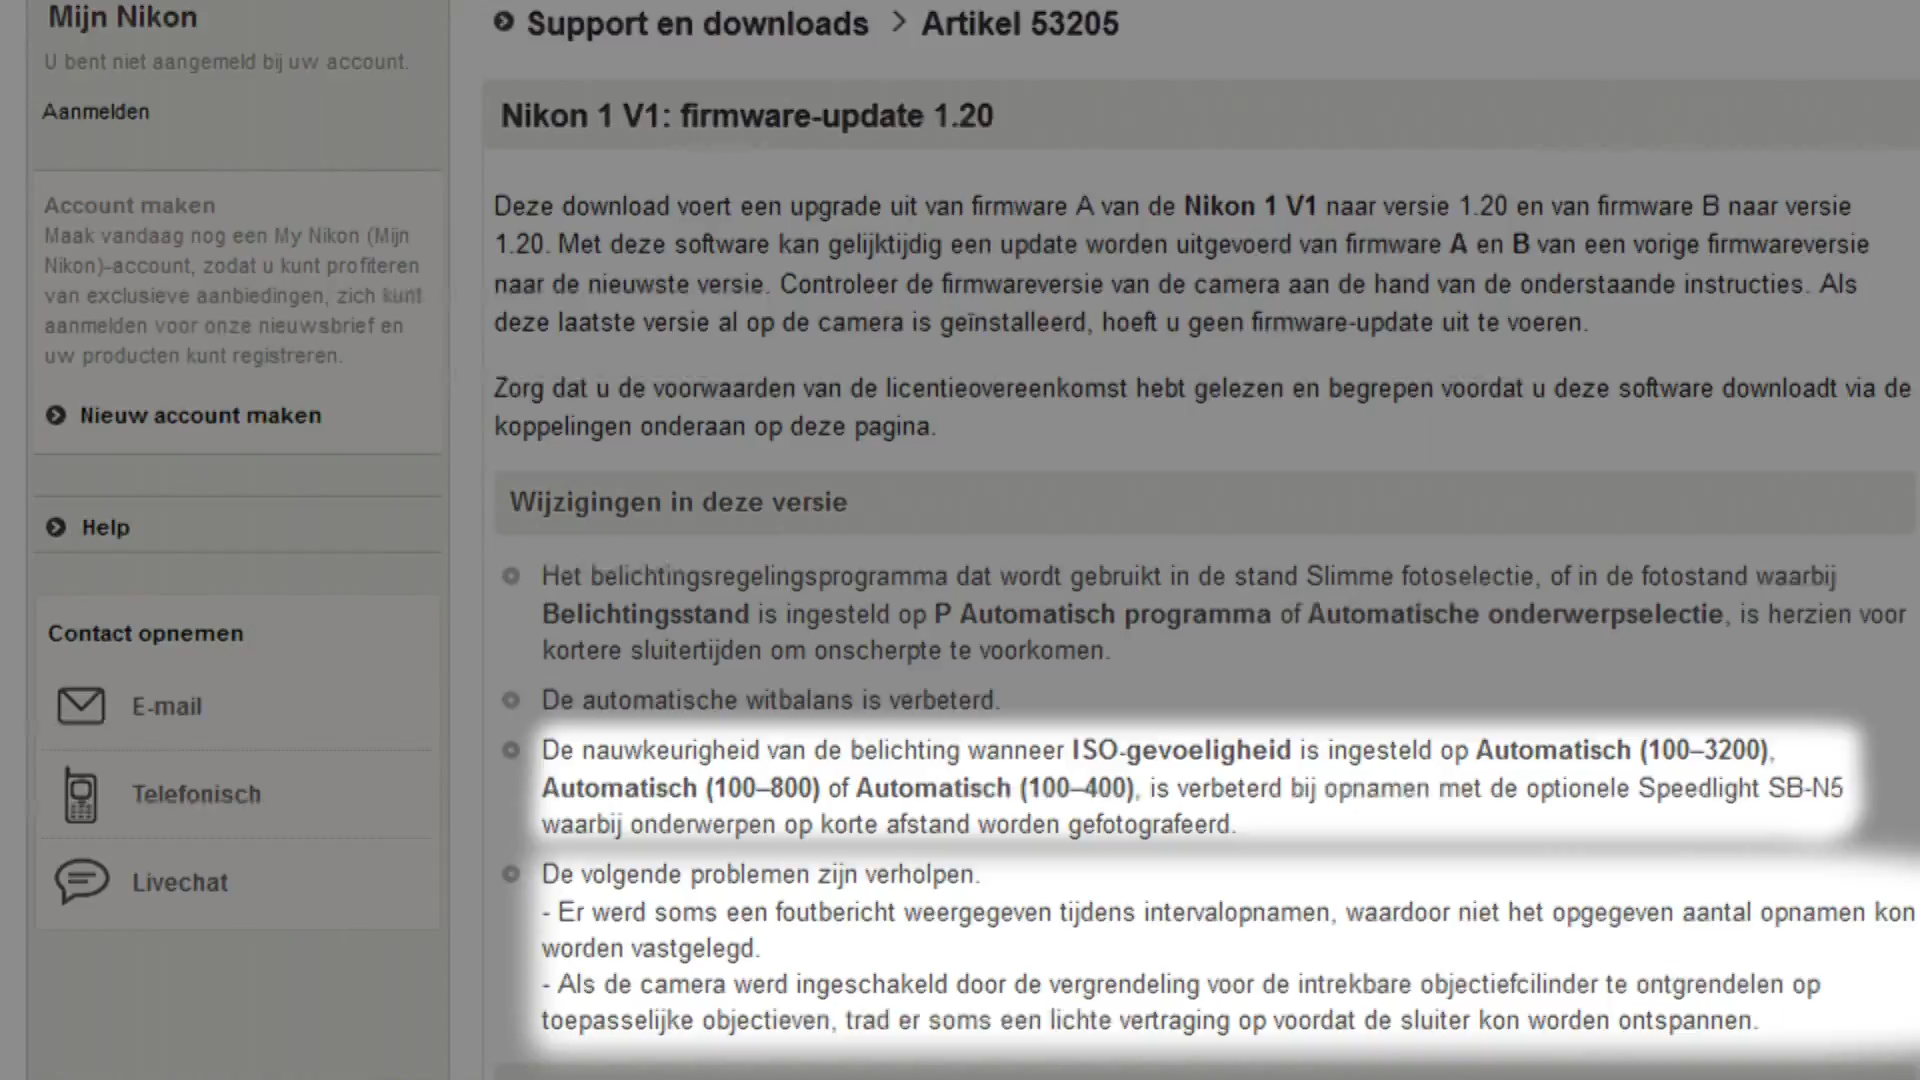 Mijn Nikon
U bent niet aangemeld bij uw account.
Aanmelden
Account maken
Maak vandaag nog een My Nikon (Mijn
Nikon)-account, zodat u kunt profiteren
van exclusieve aanbiedingen, zich kunt
aanmelden voor onze nieuwsbrief en
uw producten kunt registreren.
Nieuw account maken
Help
Contact opnemen
E-mail
Telefonisch
Livechat
Support en downloads > Artikel 53205
Nikon 1 V1: firmware-update 1.20
Deze download voert een upgrade uit van firmware A van de Nikon 1 V1 naar versie 1.20 en van firmware B naar versie
1.20. Met deze software kan gelijktijdig een update worden uitgevoerd van firmware A en B van een vorige firmwareversie
naar de nieuwste versie. Controleer de firmwareversie van de camera aan de hand van de onderstaande instructies. Als
deze laatste versie al op de camera is geïnstalleerd, hoeft u geen firmware-update uit te voeren.
Zorg dat u de voorwaarden van de licentieovereenkomst hebt gelezen en begrepen voordat u deze software downloadt via de
koppelingen onderaan op deze pagina.
Wijzigingen in deze versie
Het belichtingsregelingsprogramma dat wordt gebruikt in de stand Slimme fotoselectie, of in de fotostand waarbij
Belichtingsstand is ingesteld op P Automatisch programma of Automatische onderwerpselectie, is herzien voor
kortere sluitertijden om onscherpte te voorkomen.
De automatische witbalans is verbeterd.
De nauwkeurigheid van de belichting wanneer ISO-gevoeligheid is ingesteld op Automatisch (100–3200),
Automatisch (100–800) of Automatisch (100–400), is verbeterd bij opnamen met de optionele Speedlight SB-N5
waarbij onderwerpen op korte afstand worden gefotografeerd.
De volgende problemen zijn verholpen.
- Er werd soms een foutbericht weergegeven tijdens intervalopnamen, waardoor niet het opgegeven aantal opnamen kon
worden vastgelegd.
- Als de camera werd ingeschakeld door de vergrendeling voor de intrekbare objectiefcilinder te ontgrendelen op
toepasselijke objectieven, trad er soms een lichte vertraging op voordat de sluiter kon worden ontspannen.